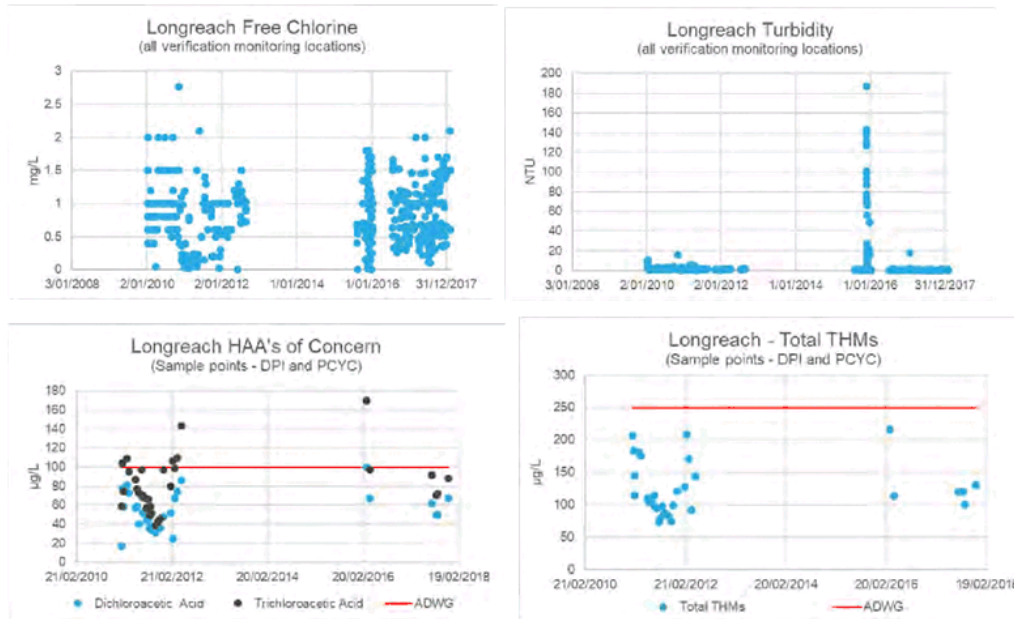 Longreach Free Chlorine
(all verification monitoring locations)
3
2.5
2
1.5
1
0.5
0
mg/L
3/01/2008 2/01/2010 2/01/2012 1/01/2014 1/01/2016 31/12/2017
Longreach Turbidity
(all verification monitoring locations)
200
180
160
140
120
100
80
60
40
20
0
NTU
3/01/2008 2/01/2010 2/01/2012 1/01/2014 1/01/2016 31/12/2017
Longreach HAA's of Concern
(Sample points - DPI and PCYC)
180
160
140
120
100
80
60
40
20
0
µg/L
21/02/2010 21/02/2012 20/02/2014 20/02/2016 19/02/2018
Dichloroacetic Acid Trichloroacetic Acid ADWG
Longreach - Total THMs
(Sample points - DPI and PCYC)
300
250
200
150
100
50
0
µg/L
21/02/2010 21/02/2012 20/02/2014 20/02/2016 19/02/2018
Total THMs ADWG